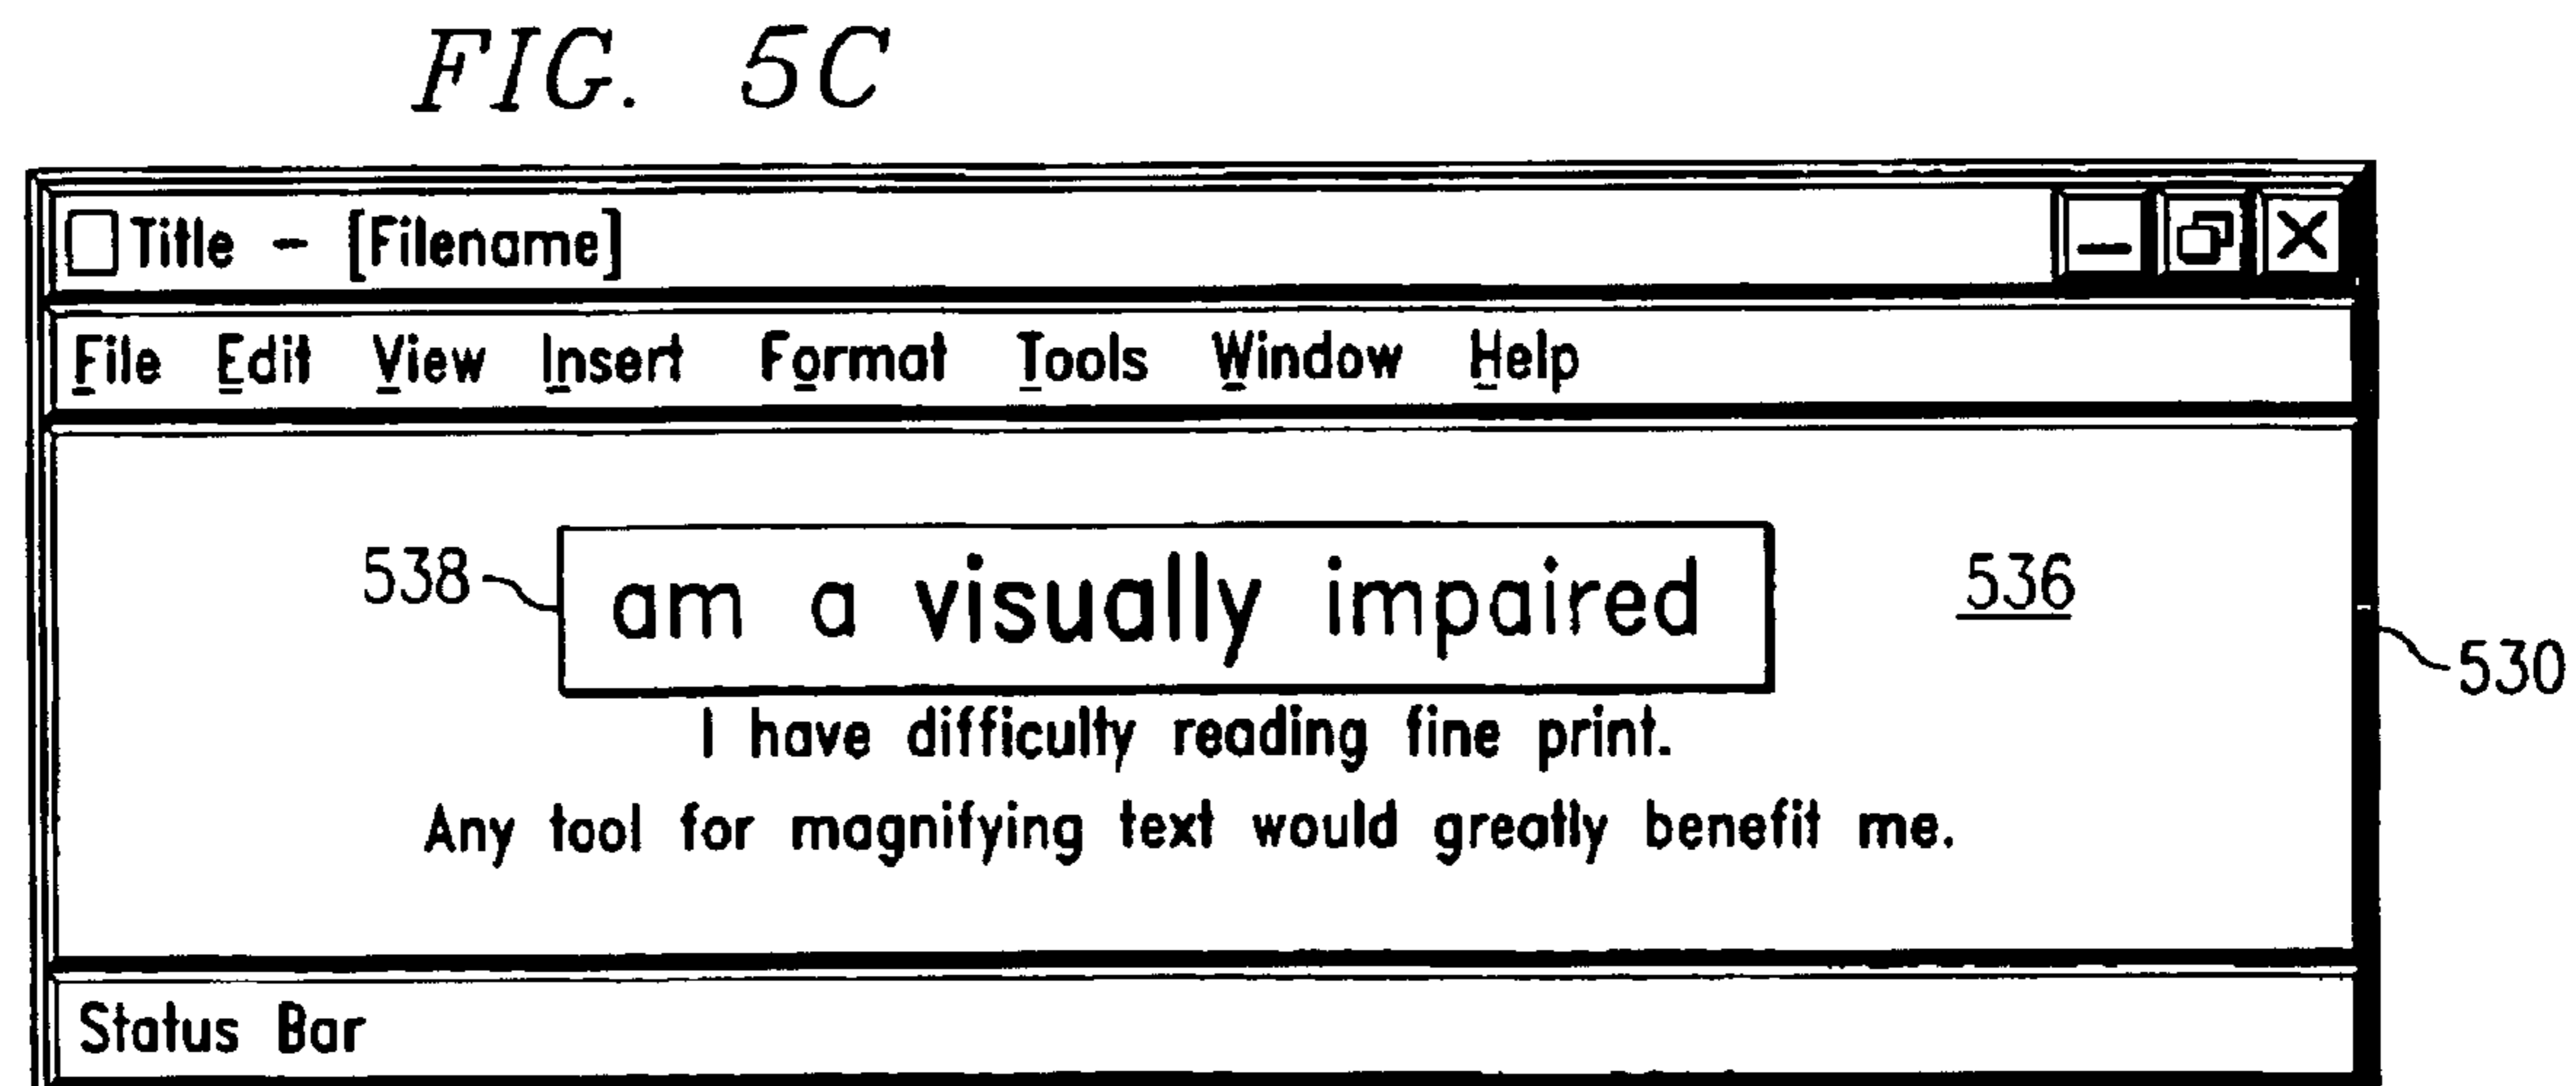 FIG. 5C
Title - [Filename]
File Edit View Insert Format Tools Window Help
538 am a visually impaired 536
530
I have difficulty reading fine print.
Any tool for magnifying text would greatly benefit me.
Status Bar